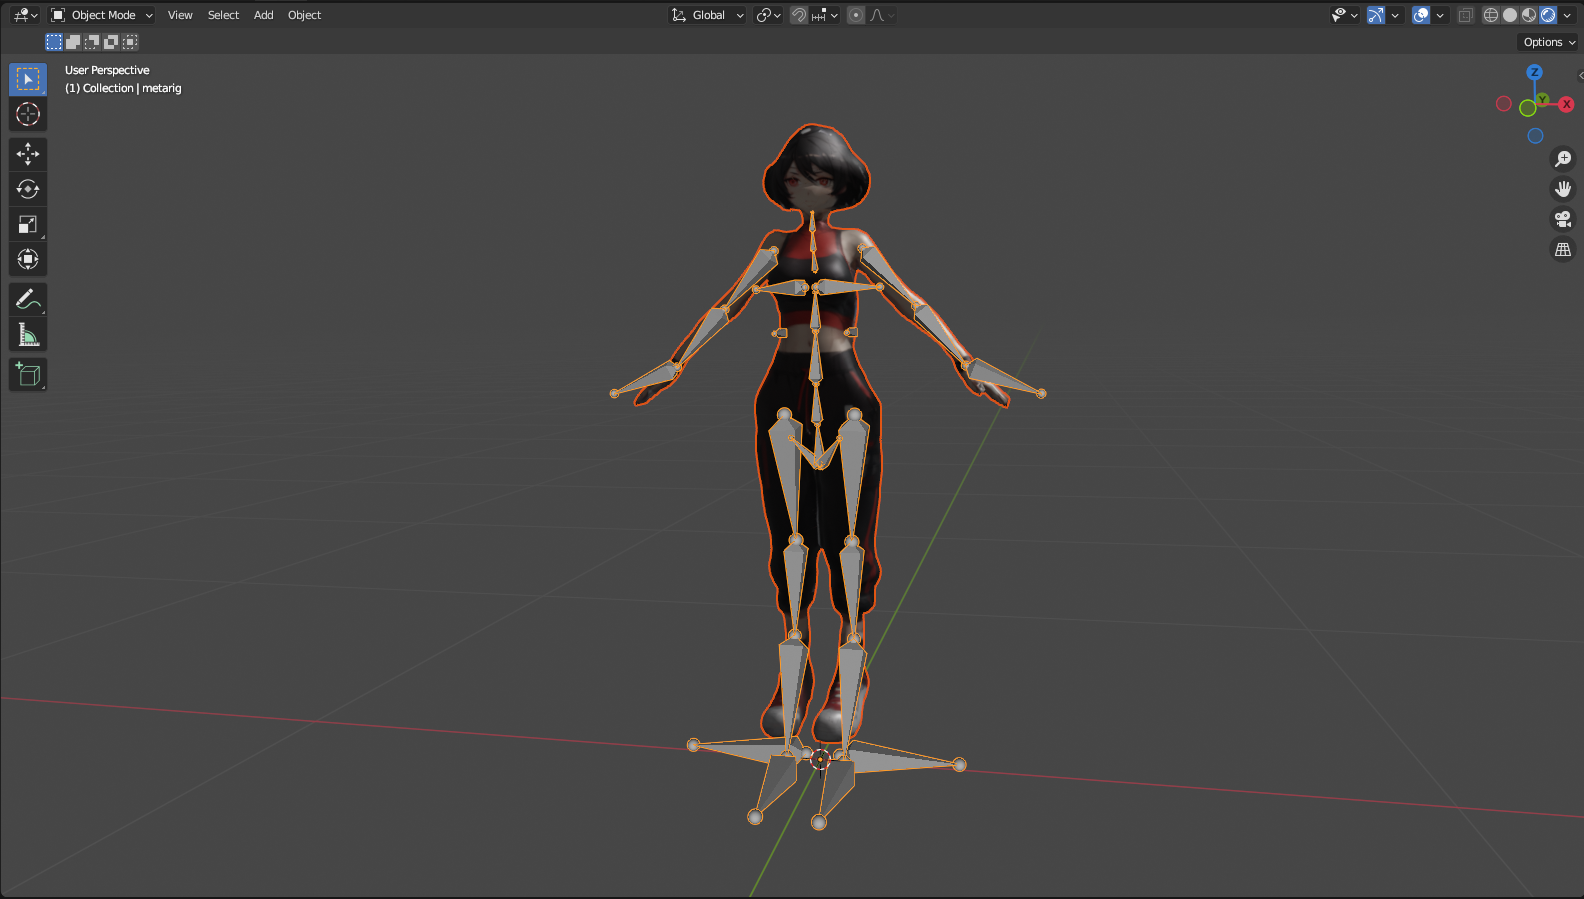 Object Mode View Select Add Object Global
Options
User Perspective
(1) Collection | metarig
Z
Y
X